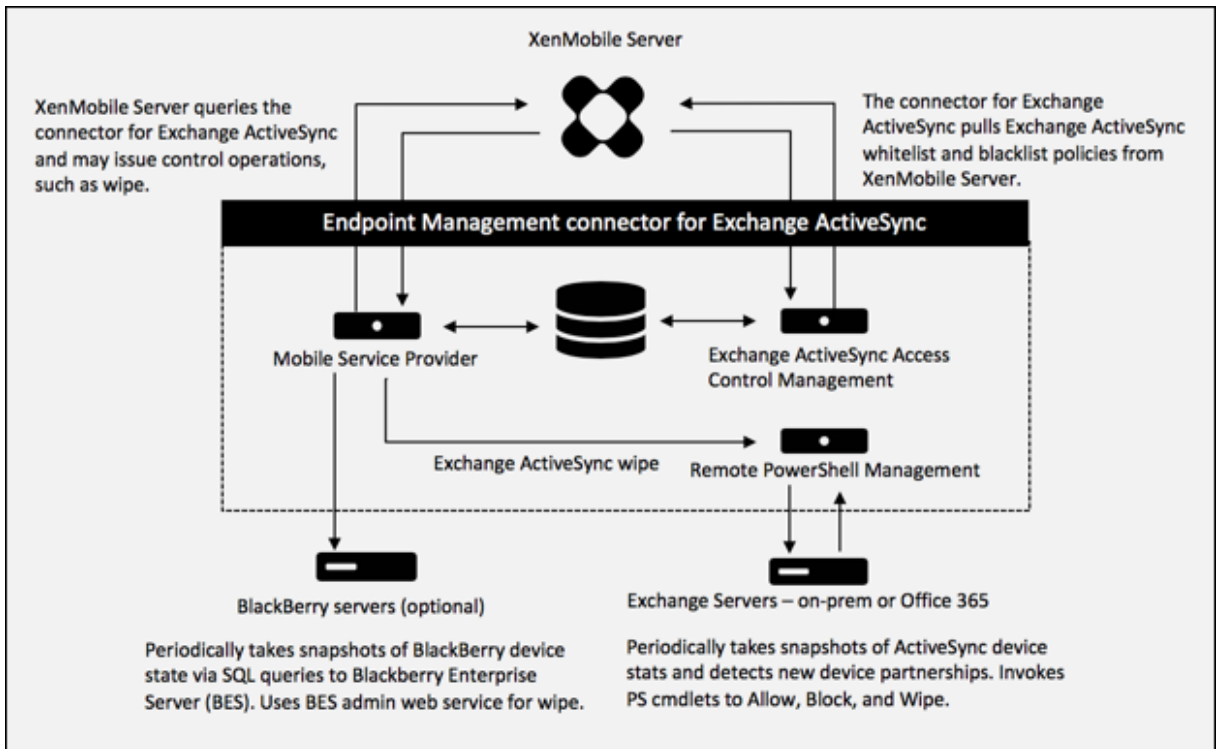 XenMobile Server
XenMobile Server queries the
connector for Exchange ActiveSync
and may issue control operations,
such as wipe.
The connector for Exchange
ActiveSync pulls Exchange ActiveSync
whitelist and blacklist policies from
XenMobile Server.
Endpoint Management connector for Exchange ActiveSync
Mobile Service Provider
Exchange ActiveSync Access
Control Management
Exchange ActiveSync wipe
Remote PowerShell Management
BlackBerry servers (optional)
Periodically takes snapshots of BlackBerry device
state via SQL queries to Blackberry Enterprise
Server (BES). Uses BES admin web service for wipe.
Exchange Servers – on-prem or Office 365
Periodically takes snapshots of ActiveSync device
stats and detects new device partnerships. Invokes
PS cmdlets to Allow, Block, and Wipe.